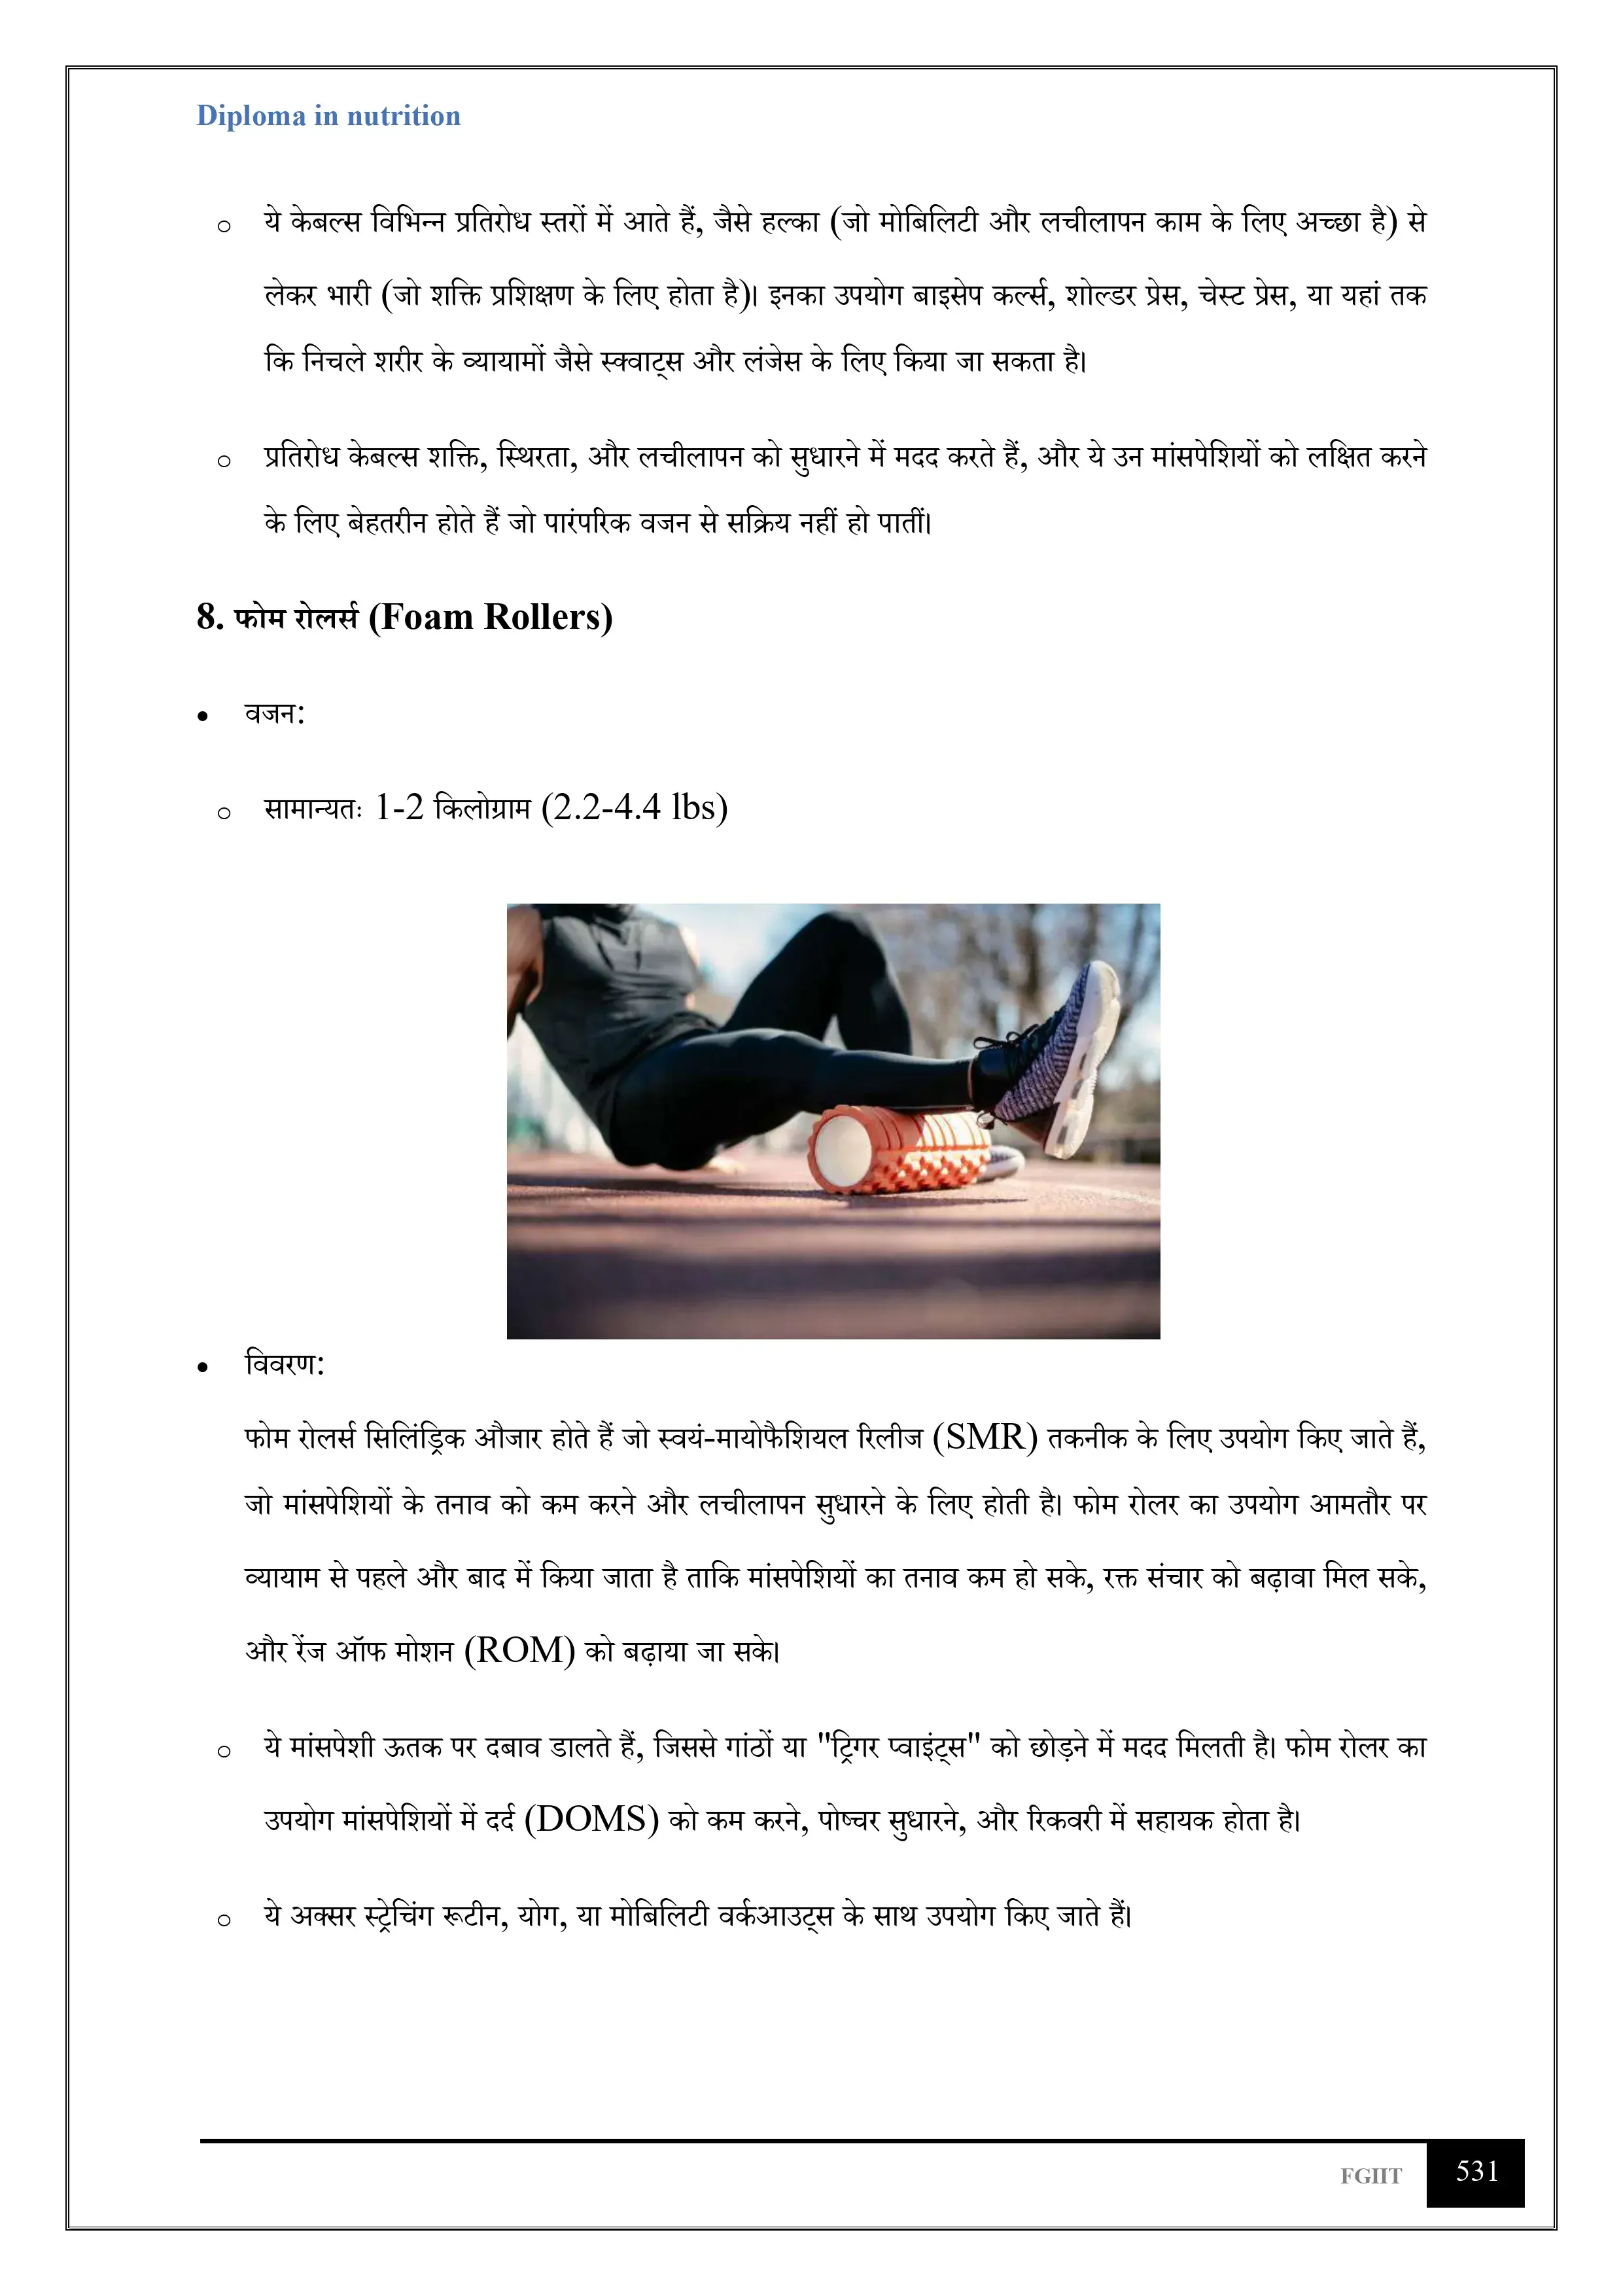 Diploma in nutrition
o ये केबल्स विभिन्न प्रतिरोध स्तरों में आते हैं, जैसे हल्का (जो मोबिलिटी और लचीलापन काम के लिए अच्छा है) से
लेकर भारी (जो शक्ति प्रशिक्षण के लिए होता है)। इनका उपयोग बाइसेप कर्ल्स, शोल्डर प्रेस, चेस्ट प्रेस, या यहां तक
कि निचले शरीर के व्यायामों जैसे स्क्वाट्स और लंजेस के लिए किया जा सकता है।
o प्रतिरोध केबल्स शक्ति, स्थिरता, और लचीलापन को सुधारने में मदद करते हैं, और ये उन मांसपेशियों को लक्षित करने
के लिए बेहतरीन होते हैं जो पारंपरिक वजन से सक्रिय नहीं हो पातीं।
8. फोम रोलर्स (Foam Rollers)
• वजन:
o सामान्यतः 1-2 किलोग्राम (2.2-4.4 lbs)
• विवरण:
फोम रोलर्स सिलिंड्रिक औजार होते हैं जो स्वयं-मायोफैशियल रिलीज (SMR) तकनीक के लिए उपयोग किए जाते हैं,
जो मांसपेशियों के तनाव को कम करने और लचीलापन सुधारने के लिए होती है। फोम रोलर का उपयोग आमतौर पर
व्यायाम से पहले और बाद में किया जाता है ताकि मांसपेशियों का तनाव कम हो सके, रक्त संचार को बढ़ावा मिल सके,
और रेंज ऑफ मोशन (ROM) को बढ़ाया जा सके।
o ये मांसपेशी ऊतक पर दबाव डालते हैं, जिससे गांठों या "ट्रिगर प्वाइंट्स" को छोड़ने में मदद मिलती है। फोम रोलर का
उपयोग मांसपेशियों में दर्द (DOMS) को कम करने, पोष्चर सुधारने, और रिकवरी में सहायक होता है।
o ये अक्सर स्ट्रेचिंग रूटीन, योग, या मोबिलिटी वर्कआउट्स के साथ उपयोग किए जाते हैं।
FGIIT 531